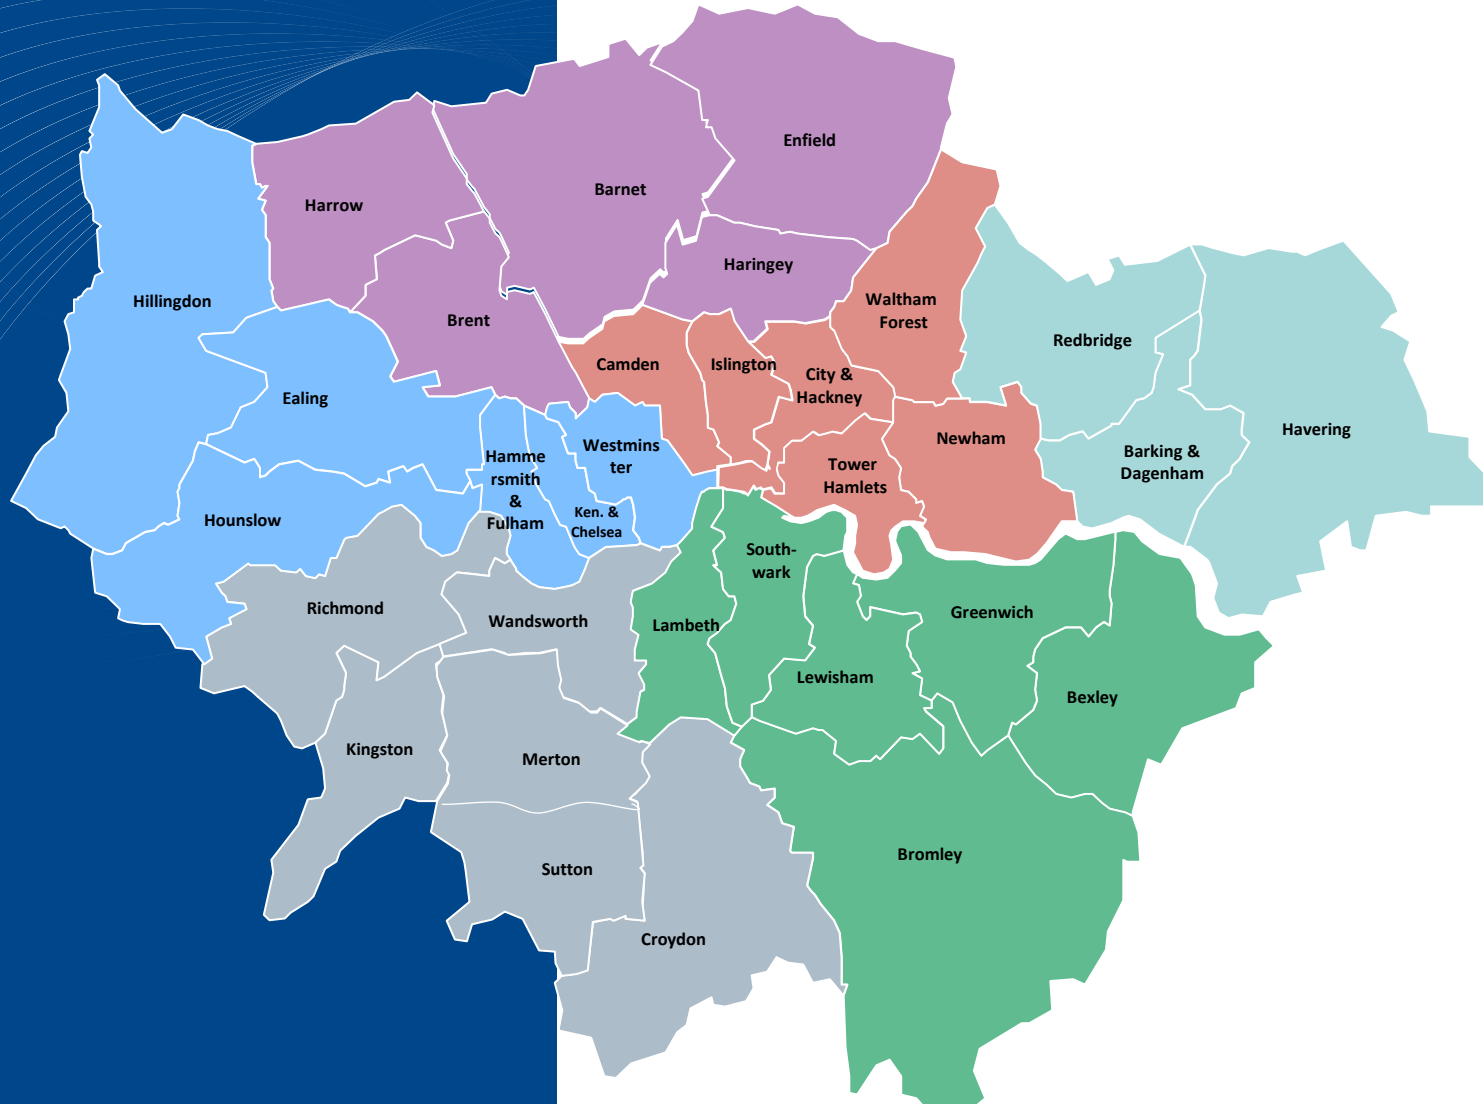 Enfield
Barnet
Harrow
Haringey
Hillingdon
Waltham
Forest
Brent
Redbridge
Camden
Islington
City &
Hackney
Ealing
Havering
Newham
Westmins
ter
Barking &
Dagenham
Hamme
rsmith
&
Fulham
Tower
Hamlets
Hounslow
Ken. &
Chelsea
South-
wark
Richmond
Wandsworth
Lambeth
Greenwich
Lewisham
Bexley
Kingston
Merton
Bromley
Sutton
Croydon